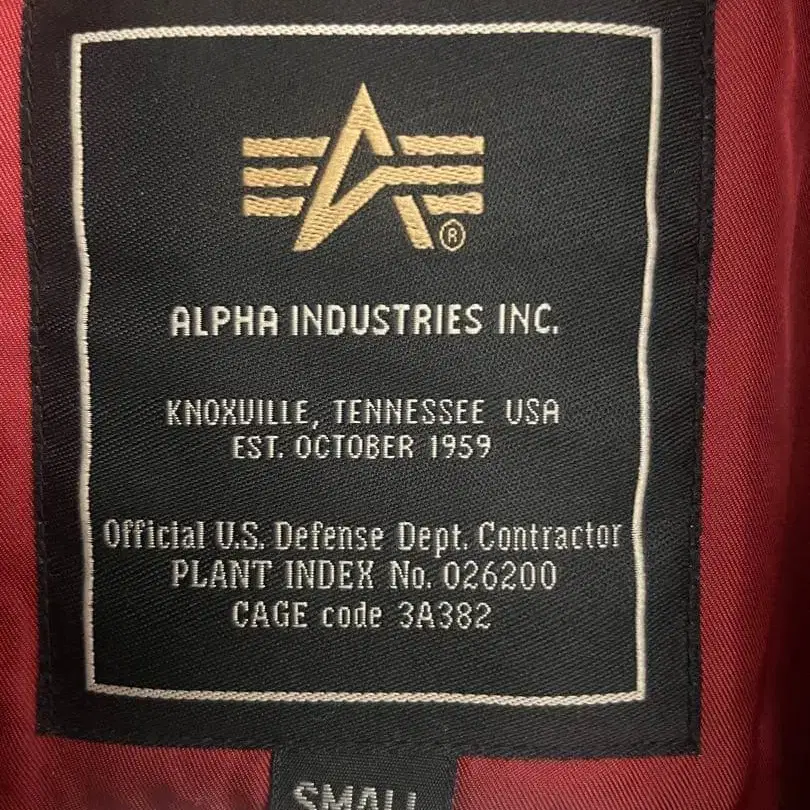 ®
ALPHA INDUSTRIES INC.
KNOXVILLE, TENNESSEE USA
EST. OCTOBER 1959
Official U.S. Defense Dept. Contractor
PLANT INDEX No. 026200
CAGE code 3A382
SMALL